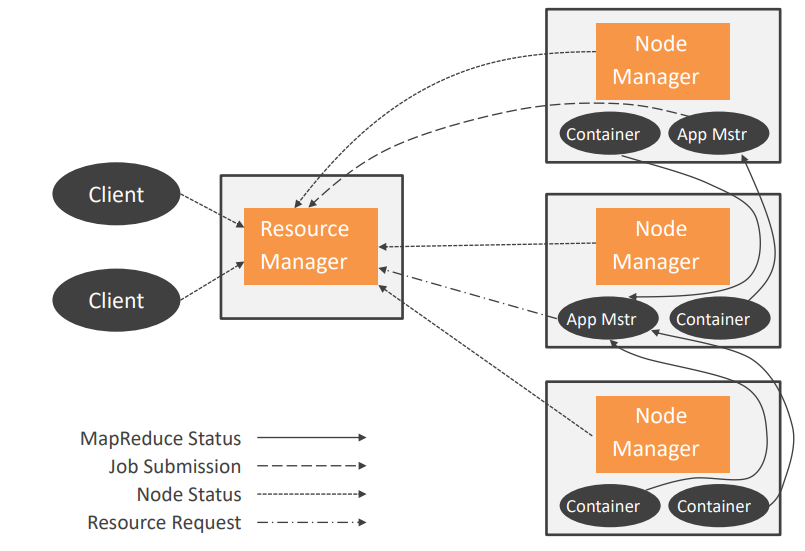 Node
Manager
Container
App Mstr
Client
Resource
Manager
Client
Node
Manager
App Mstr
Container
Node
Manager
Container
Container
MapReduce Status
Job Submission
Node Status
Resource Request